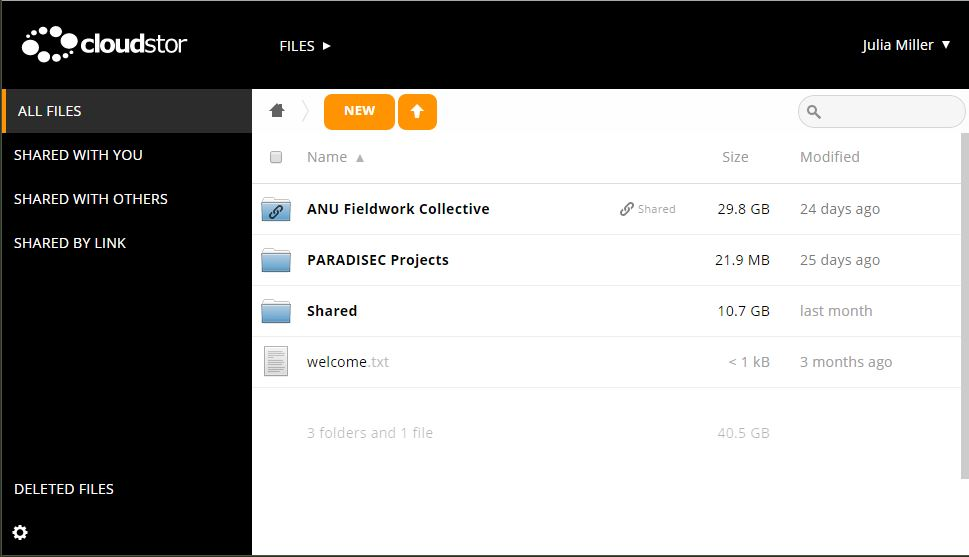 cloudstor
FILES
Julia Miller
ALL FILES
NEW
SHARED WITH YOU
Name Size Modified
SHARED WITH OTHERS
ANU Fieldwork Collective Shared 29.8 GB 24 days ago
SHARED BY LINK
PARADISEC Projects 21.9 MB 25 days ago
Shared 10.7 GB last month
welcome.txt < 1 kB 3 months ago
3 folders and 1 file 40.5 GB
DELETED FILES